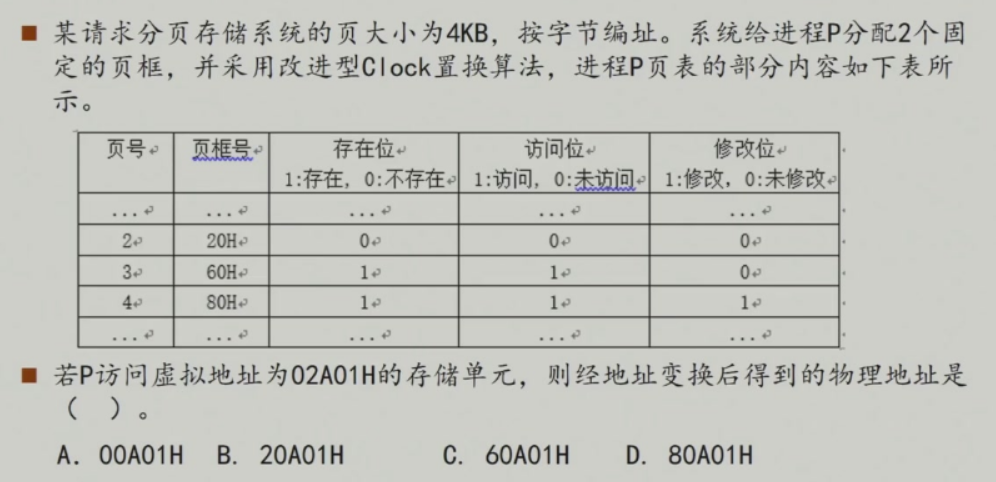 某请求分页存储系统的页大小为4KB，按字节编址。系统给进程P分配2个固
定的页框，并采用改进型Clock置换算法，进程P页表的部分内容如下表所
示。
页号 页框号 存在位 访问位 修改位
1:存在, 0:不存在 1:访问, 0:未访问 1:修改, 0:未修改
... ... ... ... ...
2 20H 0 0 0
3 60H 1 1 0
4 80H 1 1 1
... ... ... ... ...
若P访问虚拟地址为02A01H的存储单元，则经地址变换后得到的物理地址是
（ ）。
A. 00A01H B. 20A01H C. 60A01H D. 80A01H